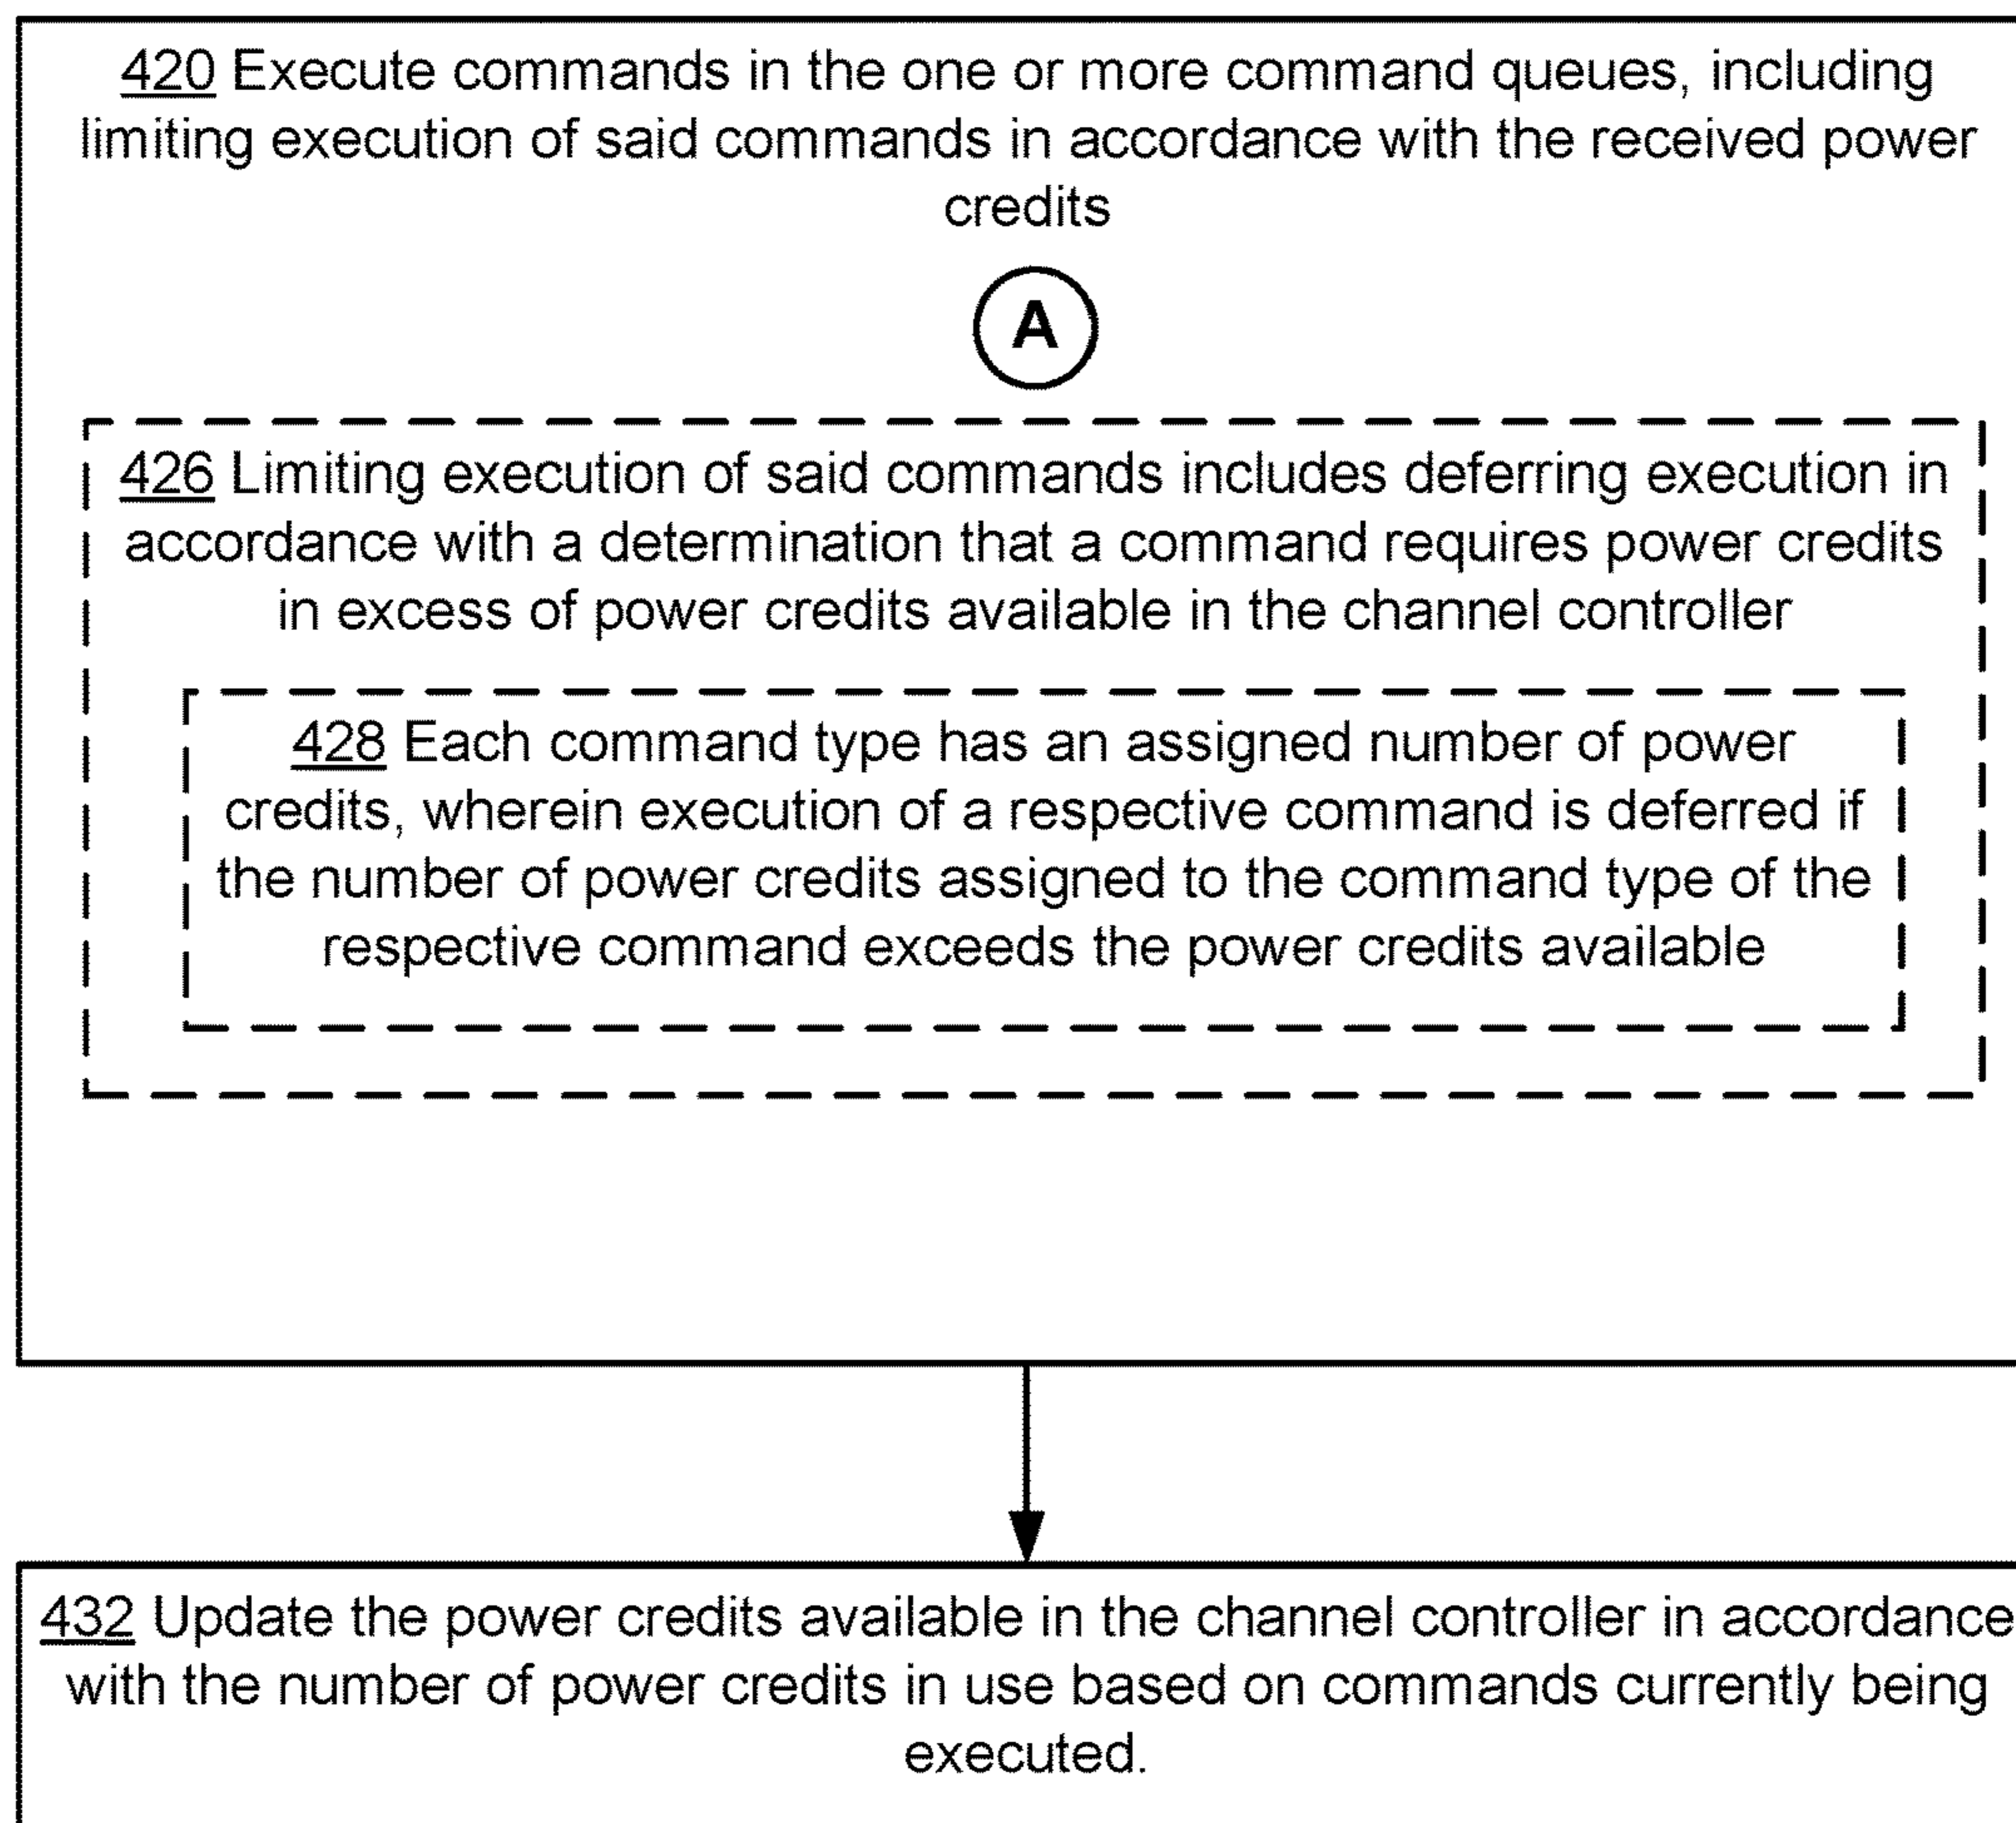 420 Execute commands in the one or more command queues, including
limiting execution of said commands in accordance with the received power
credits
A
426 Limiting execution of said commands includes deferring execution in
accordance with a determination that a command requires power credits
in excess of power credits available in the channel controller
428 Each command type has an assigned number of power
credits, wherein execution of a respective command is deferred if
the number of power credits assigned to the command type of the
respective command exceeds the power credits available
432 Update the power credits available in the channel controller in accordance
with the number of power credits in use based on commands currently being
executed.